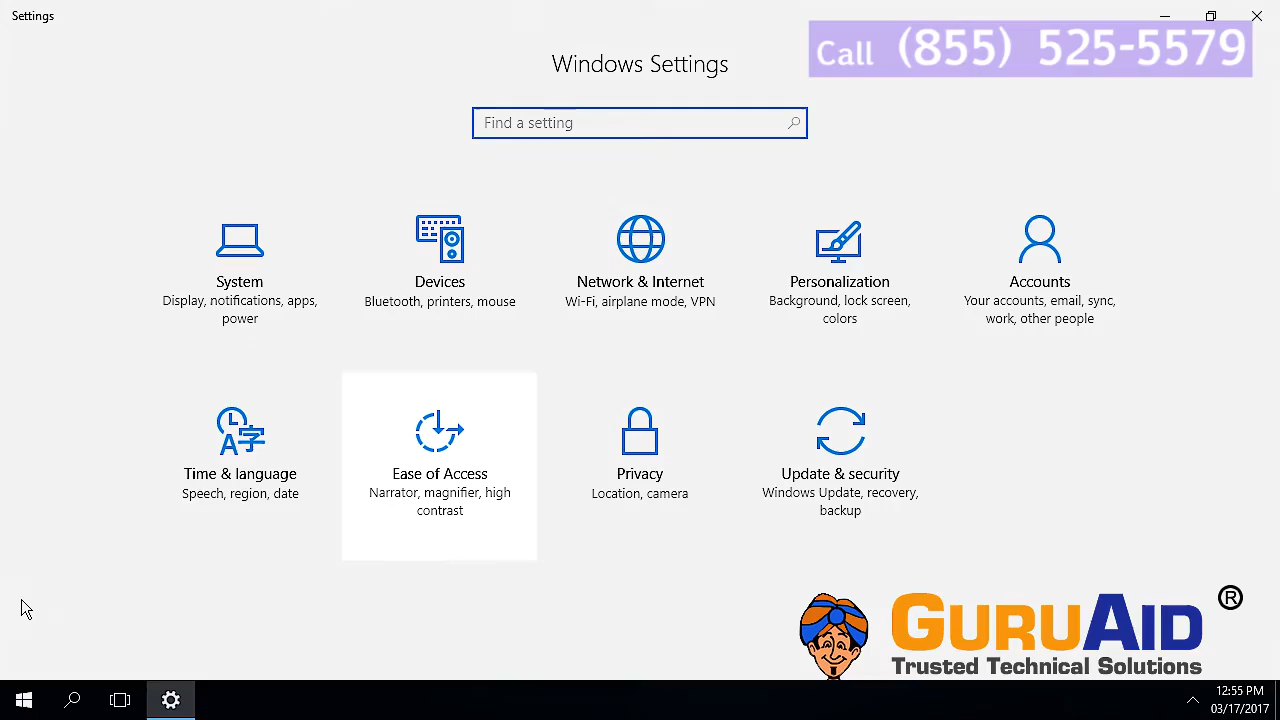 Settings
Call (855) 525-5579
Windows Settings
Find a setting
System
Display, notifications, apps,
power
Devices
Bluetooth, printers, mouse
Network & Internet
Wi-Fi, airplane mode, VPN
Personalization
Background, lock screen,
colors
Accounts
Your accounts, email, sync,
work, other people
Time & language
Speech, region, date
Ease of Access
Narrator, magnifier, high
contrast
Privacy
Location, camera
Update & security
Windows Update, recovery,
backup
GURUAID ®
Trusted Technical Solutions
12:55 PM
03/17/2017